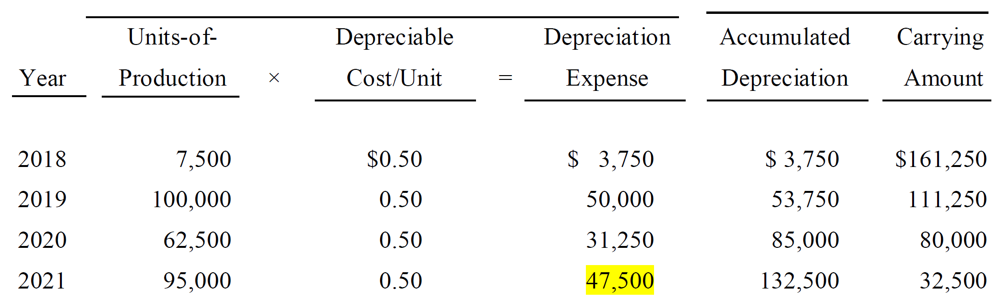 Units-of- Depreciable Depreciation Accumulated Carrying
Year Production × Cost/Unit = Expense Depreciation Amount
2018 7,500 $0.50 $ 3,750 $ 3,750 $161,250
2019 100,000 0.50 50,000 53,750 111,250
2020 62,500 0.50 31,250 85,000 80,000
2021 95,000 0.50 47,500 132,500 32,500